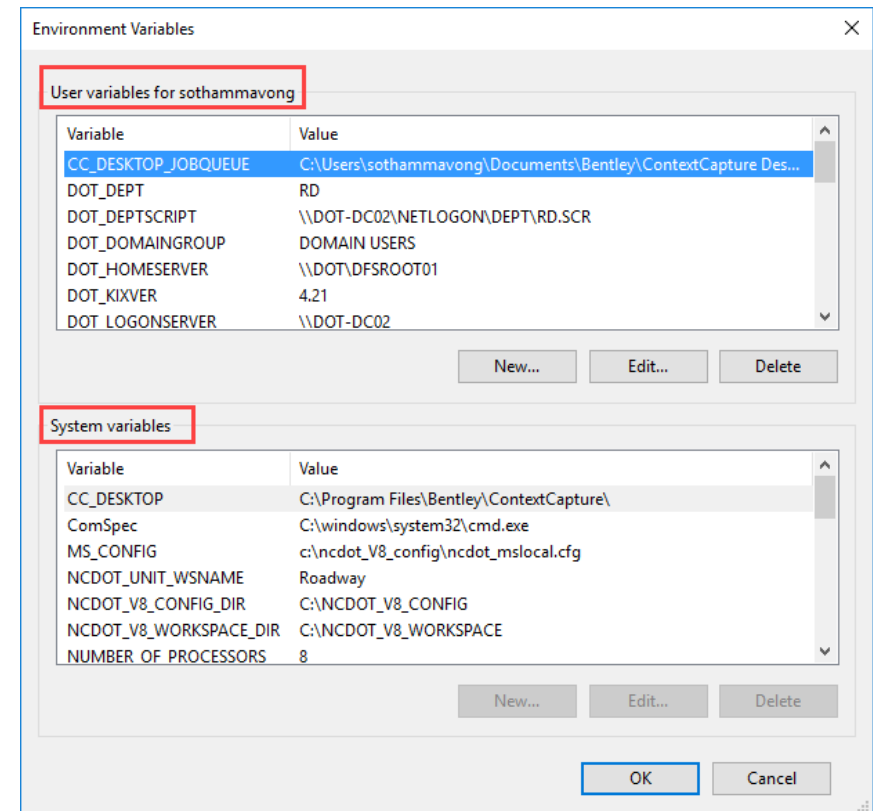 Environment Variables
User variables for sothammavong
Variable Value
CC_DESKTOP_JOBQUEUE C:\Users\sothammavong\Documents\Bentley\ContextCapture Des...
DOT_DEPT RD
DOT_DEPTSCRIPT \\DOT-DC02\NETLOGON\DEPT\RD.SCR
DOT_DOMAINGROUP DOMAIN USERS
DOT_HOMESERVER \\DOT\DFSROOT01
DOT_KIXVER 4.21
DOT_LOGONSERVER \\DOT-DC02
New... Edit... Delete
System variables
Variable Value
CC_DESKTOP C:\Program Files\Bentley\ContextCapture\
ComSpec C:\windows\system32\cmd.exe
MS_CONFIG c:\ncdot_V8_config\ncdot_mslocal.cfg
NCDOT_UNIT_WSNAME Roadway
NCDOT_V8_CONFIG_DIR C:\NCDOT_V8_CONFIG
NCDOT_V8_WORKSPACE_DIR C:\NCDOT_V8_WORKSPACE
NUMBER_OF_PROCESSORS 8
New... Edit... Delete
OK Cancel